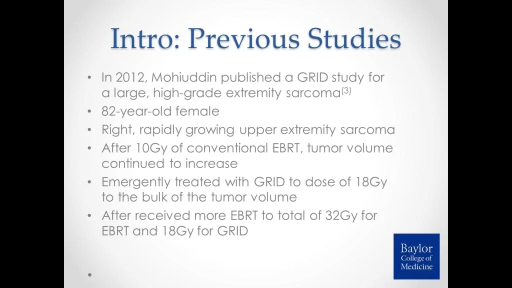 Intro: Previous Studies
• In 2012, Mohiuddin published a GRID study for
a large, high-grade extremity sarcoma(3)
• 82-year-old female
• Right, rapidly growing upper extremity sarcoma
• After 10Gy of conventional EBRT, tumor volume
continued to increase
• Emergently treated with GRID to dose of 18Gy
to the bulk of the tumor volume
• After received more EBRT to total of 32Gy for
EBRT and 18Gy for GRID
•
Baylor
College of
Medicine